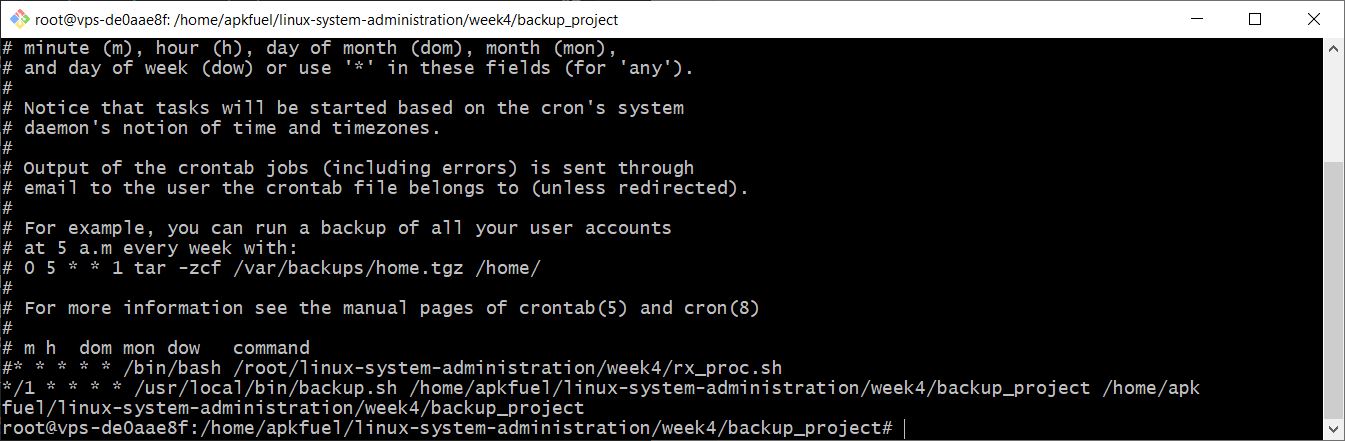 root@vps-de0aae8f: /home/apkfuel/linux-system-administration/week4/backup_project
# minute (m), hour (h), day of month (dom), month (mon),
# and day of week (dow) or use '*' in these fields (for 'any').
#
# Notice that tasks will be started based on the cron's system
# daemon's notion of time and timezones.
#
# Output of the crontab jobs (including errors) is sent through
# email to the user the crontab file belongs to (unless redirected).
#
# For example, you can run a backup of all your user accounts
# at 5 a.m every week with:
# 0 5 * * 1 tar -zcf /var/backups/home.tgz /home/
#
# For more information see the manual pages of crontab(5) and cron(8)
#
# m h  dom mon dow   command
#* * * * * /bin/bash /root/linux-system-administration/week4/rx_proc.sh
*/1 * * * * /usr/local/bin/backup.sh /home/apkfuel/linux-system-administration/week4/backup_project /home/apk
fuel/linux-system-administration/week4/backup_project
root@vps-de0aae8f:/home/apkfuel/linux-system-administration/week4/backup_project#